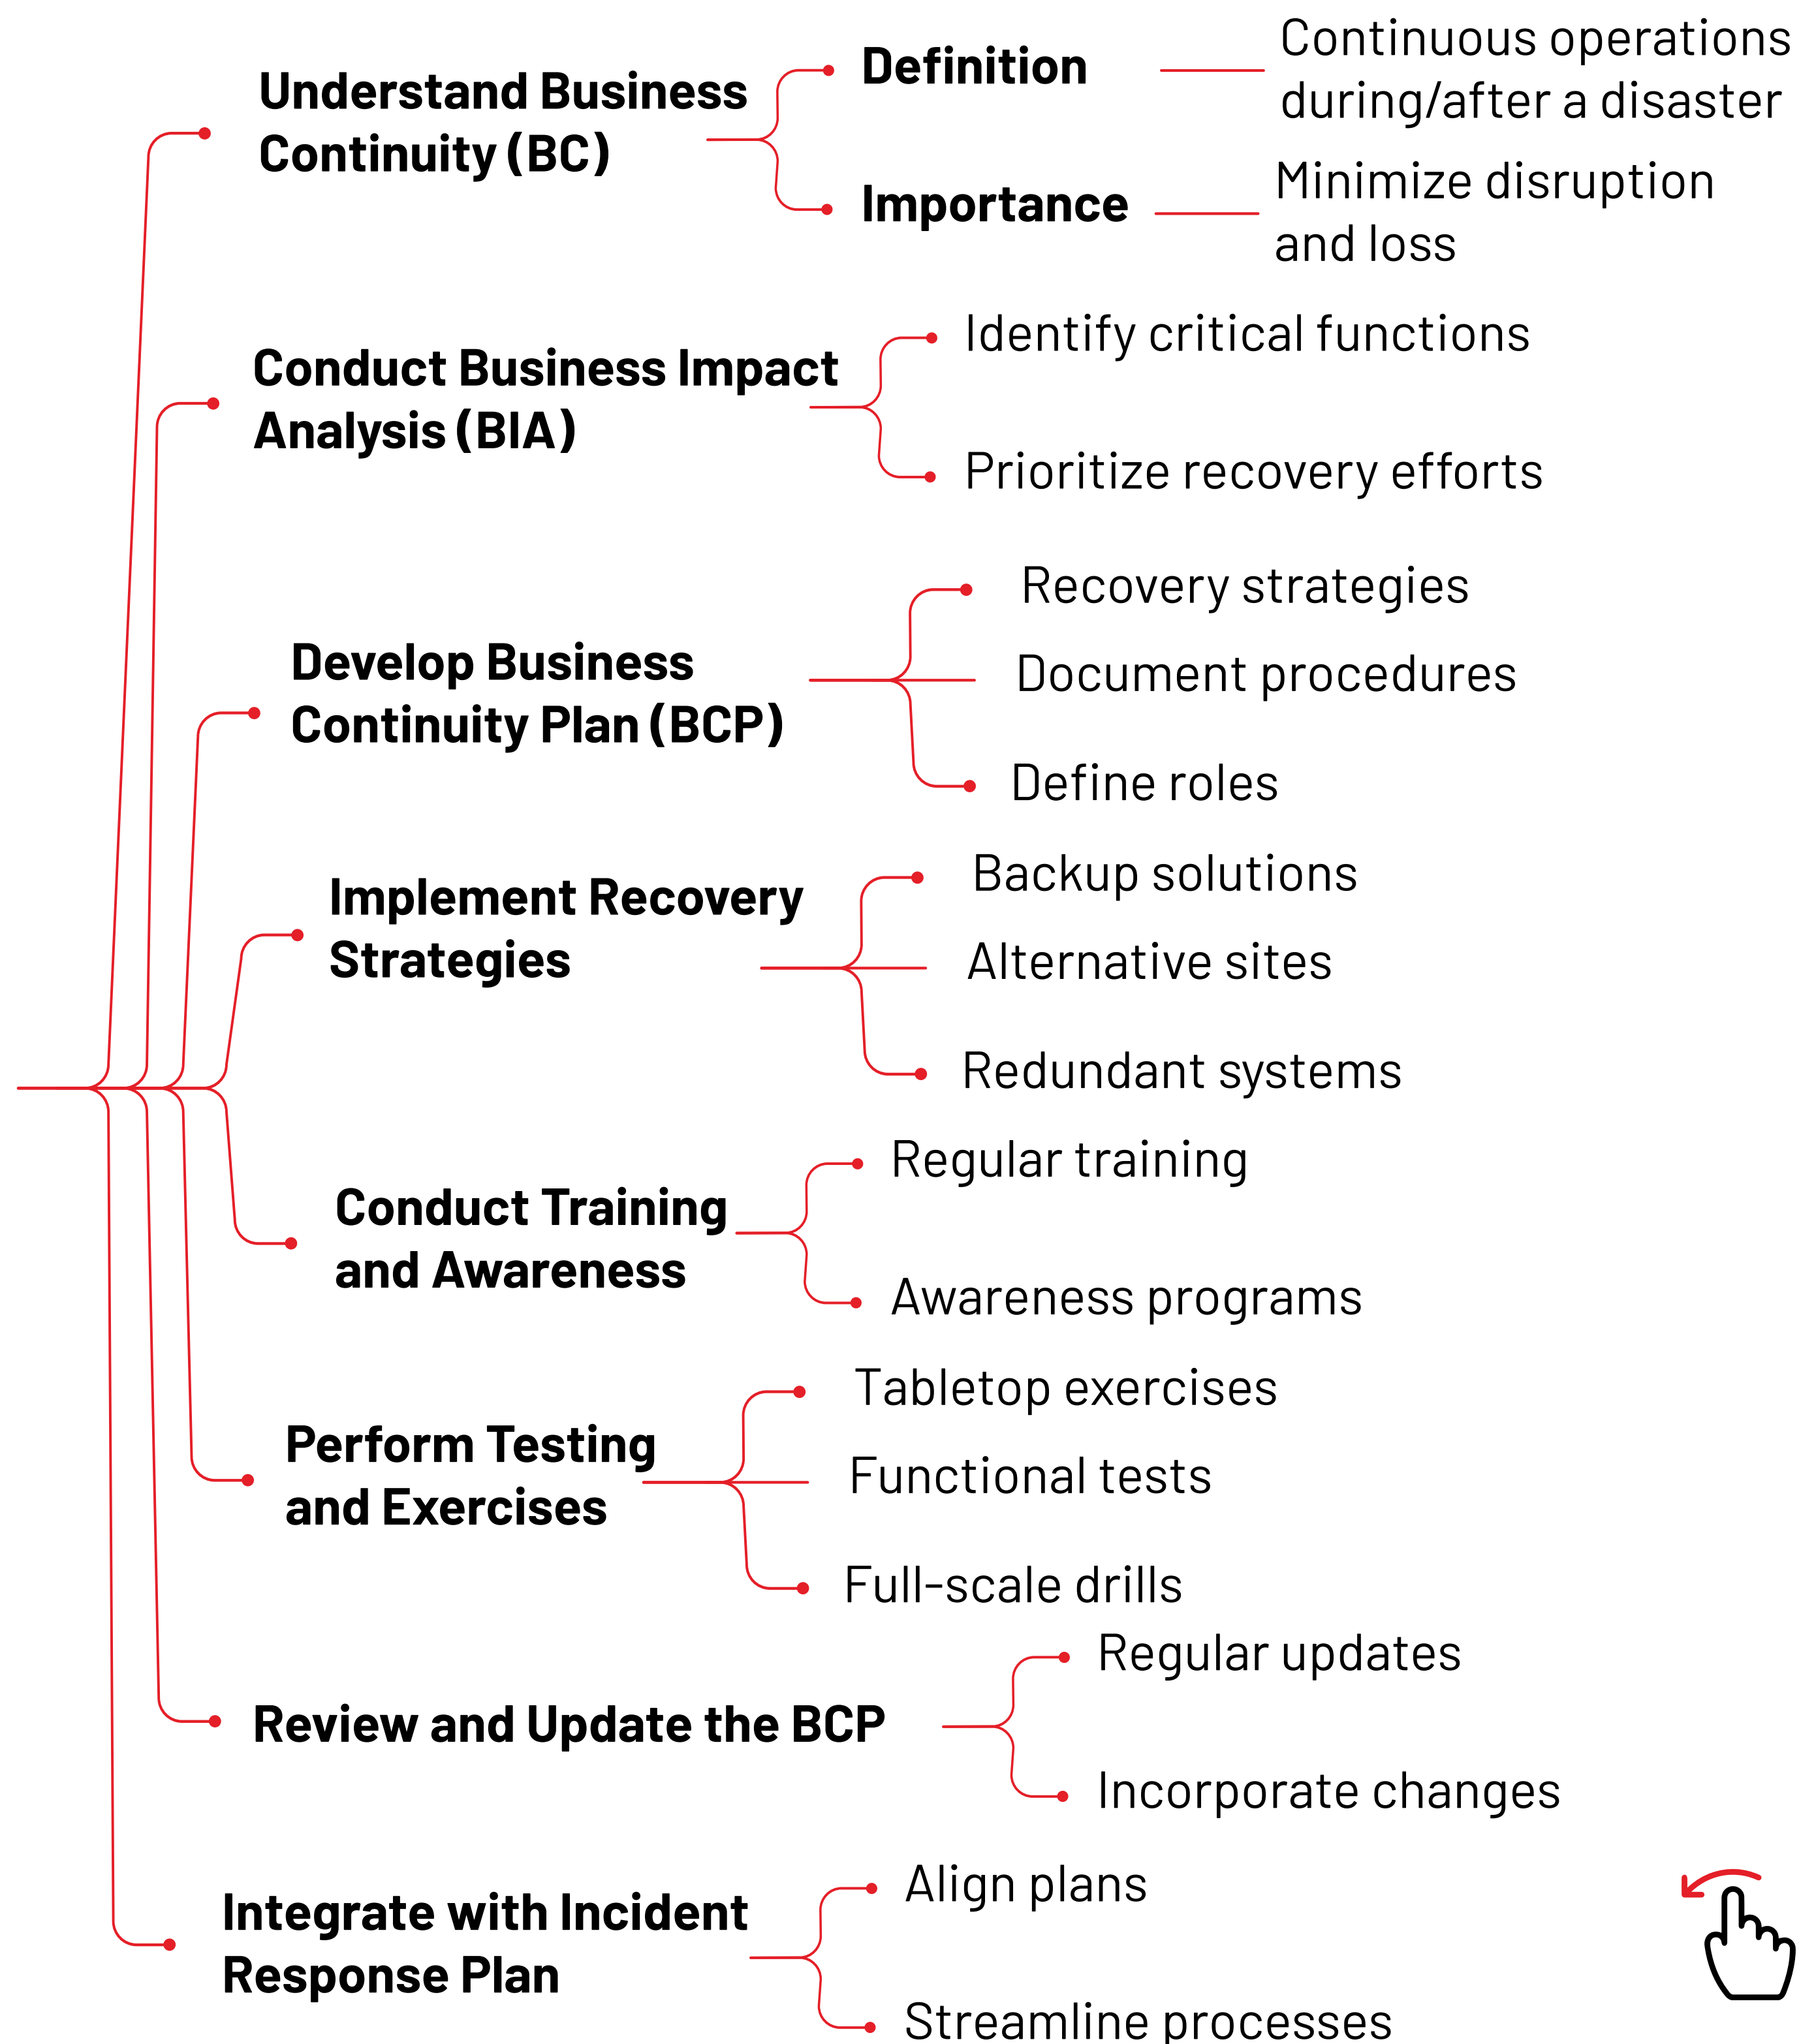 Understand Business
Continuity (BC)
Definition
Continuous operations
during/after a disaster
Importance
Minimize disruption
and loss
Conduct Business Impact
Analysis (BIA)
Identify critical functions
Prioritize recovery efforts
Develop Business
Continuity Plan (BCP)
Recovery strategies
Document procedures
Define roles
Implement Recovery
Strategies
Backup solutions
Alternative sites
Redundant systems
Conduct Training
and Awareness
Regular training
Awareness programs
Perform Testing
and Exercises
Tabletop exercises
Functional tests
Full-scale drills
Review and Update the BCP
Regular updates
Incorporate changes
Integrate with Incident
Response Plan
Align plans
Streamline processes